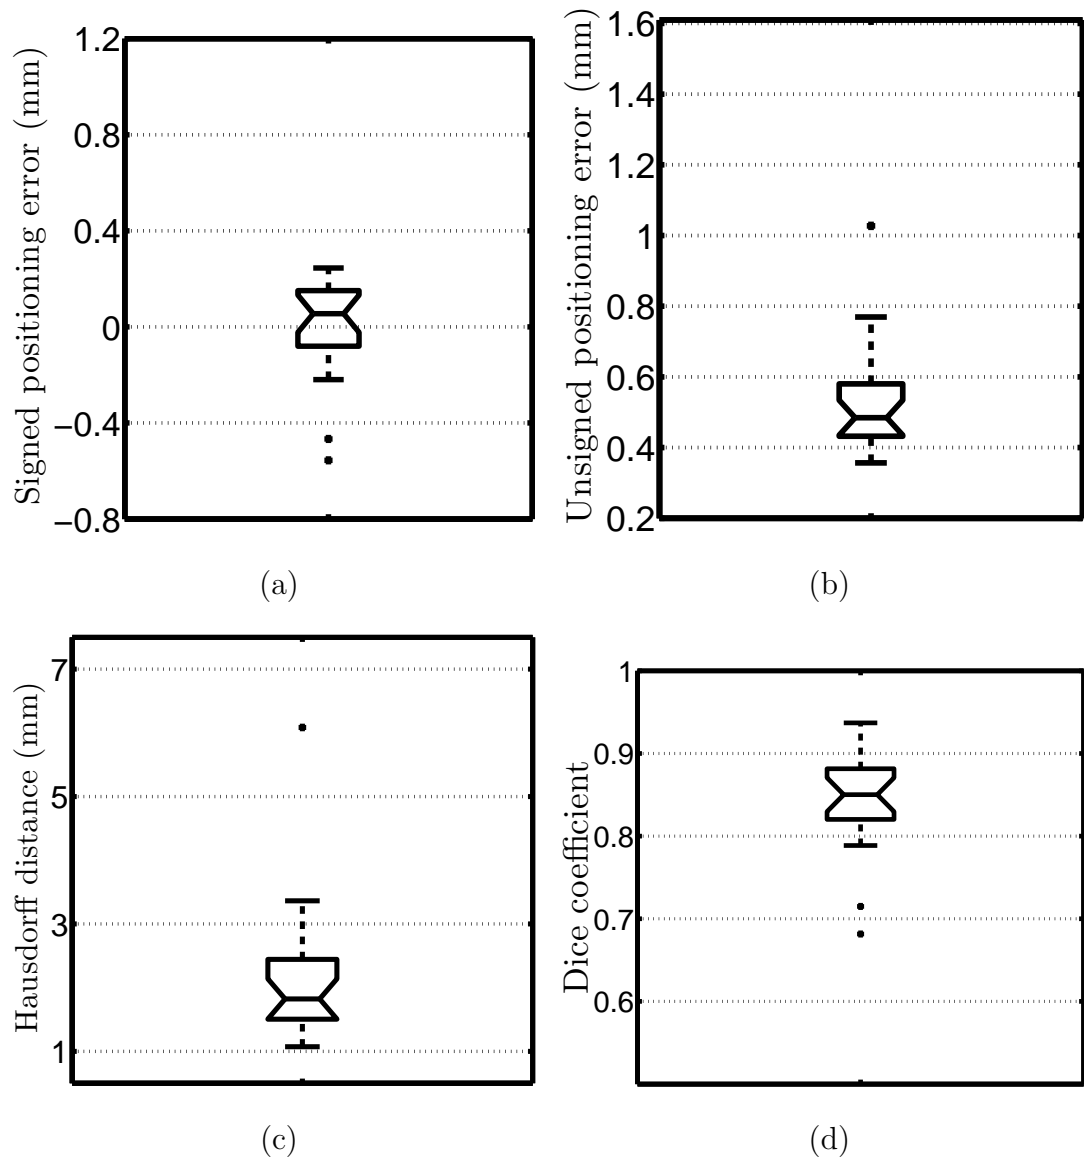 Signed positioning error (mm)
1.2
0.8
0.4
0
−0.4
−0.8
(a)
Unsigned positioning error (mm)
1.6
1.4
1.2
1
0.8
0.6
0.4
0.2
(b)
Hausdorff distance (mm)
7
5
3
1
(c)
Dice coefficient
1
0.9
0.8
0.7
0.6
(d)